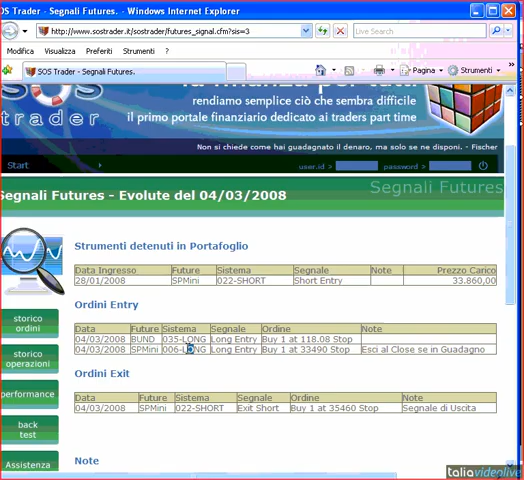 SOS Trader - Segnali Futures. - Windows Internet Explorer
http://www.sostrader.it/sostrader/futures_signal.cfm?sis=3
Live Search
Modifica Visualizza Preferiti Strumenti ?
SOS Trader - Segnali Futures.
Pagina Strumenti
SOS
trader
la finanza per tutti
rendiamo semplice ciò che sembra difficile
il primo portale finanziario dedicato ai traders part time
Non si chiede come hai guadagnato il denaro, ma solo se ne disponi. - Fischer
Start user.id > password >
Segnali Futures
Segnali Futures - Evolute del 04/03/2008
Strumenti detenuti in Portafoglio
Data Ingresso Future Sistema Segnale Note Prezzo Carico
28/01/2008 SPMini 022-SHORT Short Entry 33.860,00
Ordini Entry
Data Future Sistema Segnale Ordine Note
04/03/2008 BUND 035-LONG Long Entry Buy 1 at 118.08 Stop
04/03/2008 SPMini 006-LONG Long Entry Buy 1 at 33490 Stop Esci al Close se in Guadagno
Ordini Exit
Data Future Sistema Segnale Ordine Note
04/03/2008 SPMini 022-SHORT Exit Short Buy 1 at 35460 Stop Segnale di Uscita
Note
storico
ordini
storico
operazioni
performance
back
test
Assistenza
italiavideolive